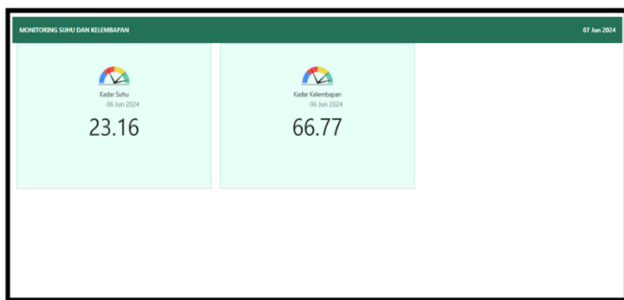 MONITORING SUHU DAN KELEMBAPAN
07 Jun 2024
Kadar Suhu
06 Jun 2024
23.16
Kadar Kelembapan
06 Jun 2024
66.77